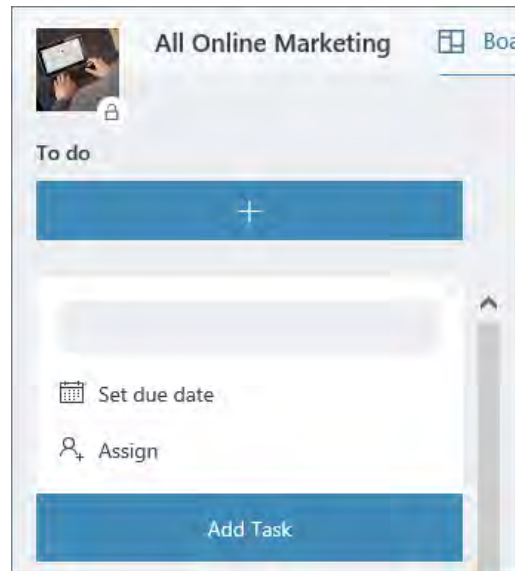 All Online Marketing
To do
+
Set due date
Assign
Add Task